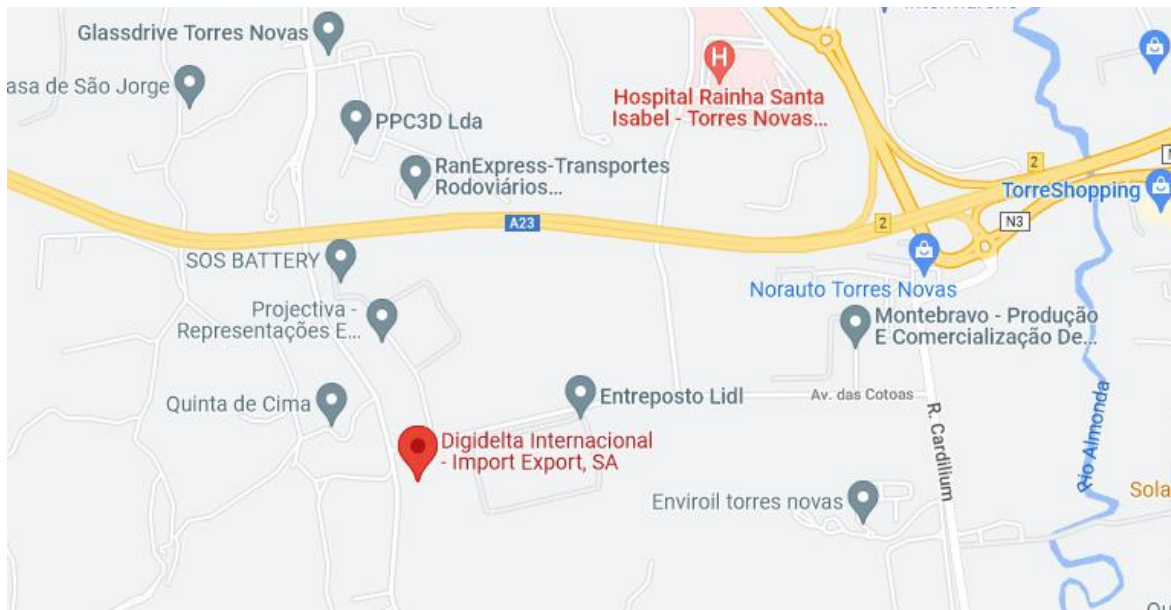 Glassdrive Torres Novas
asa de São Jorge
PPC3D Lda
RanExpress-Transportes
Rodoviários...
H
Hospital Rainha Santa
Isabel - Torres Novas...
2
TorreShopping
A23
2
N3
SOS BATTERY
Norauto Torres Novas
Projectiva -
Representações E...
Montebravo - Produção
E Comercialização De...
Quinta de Cima
Entreposto Lidl
Av. das Cotoas
R. Cardilium
Rio Almonda
Digidelta Internacional
- Import Export, SA
Enviroil torres novas
Sola